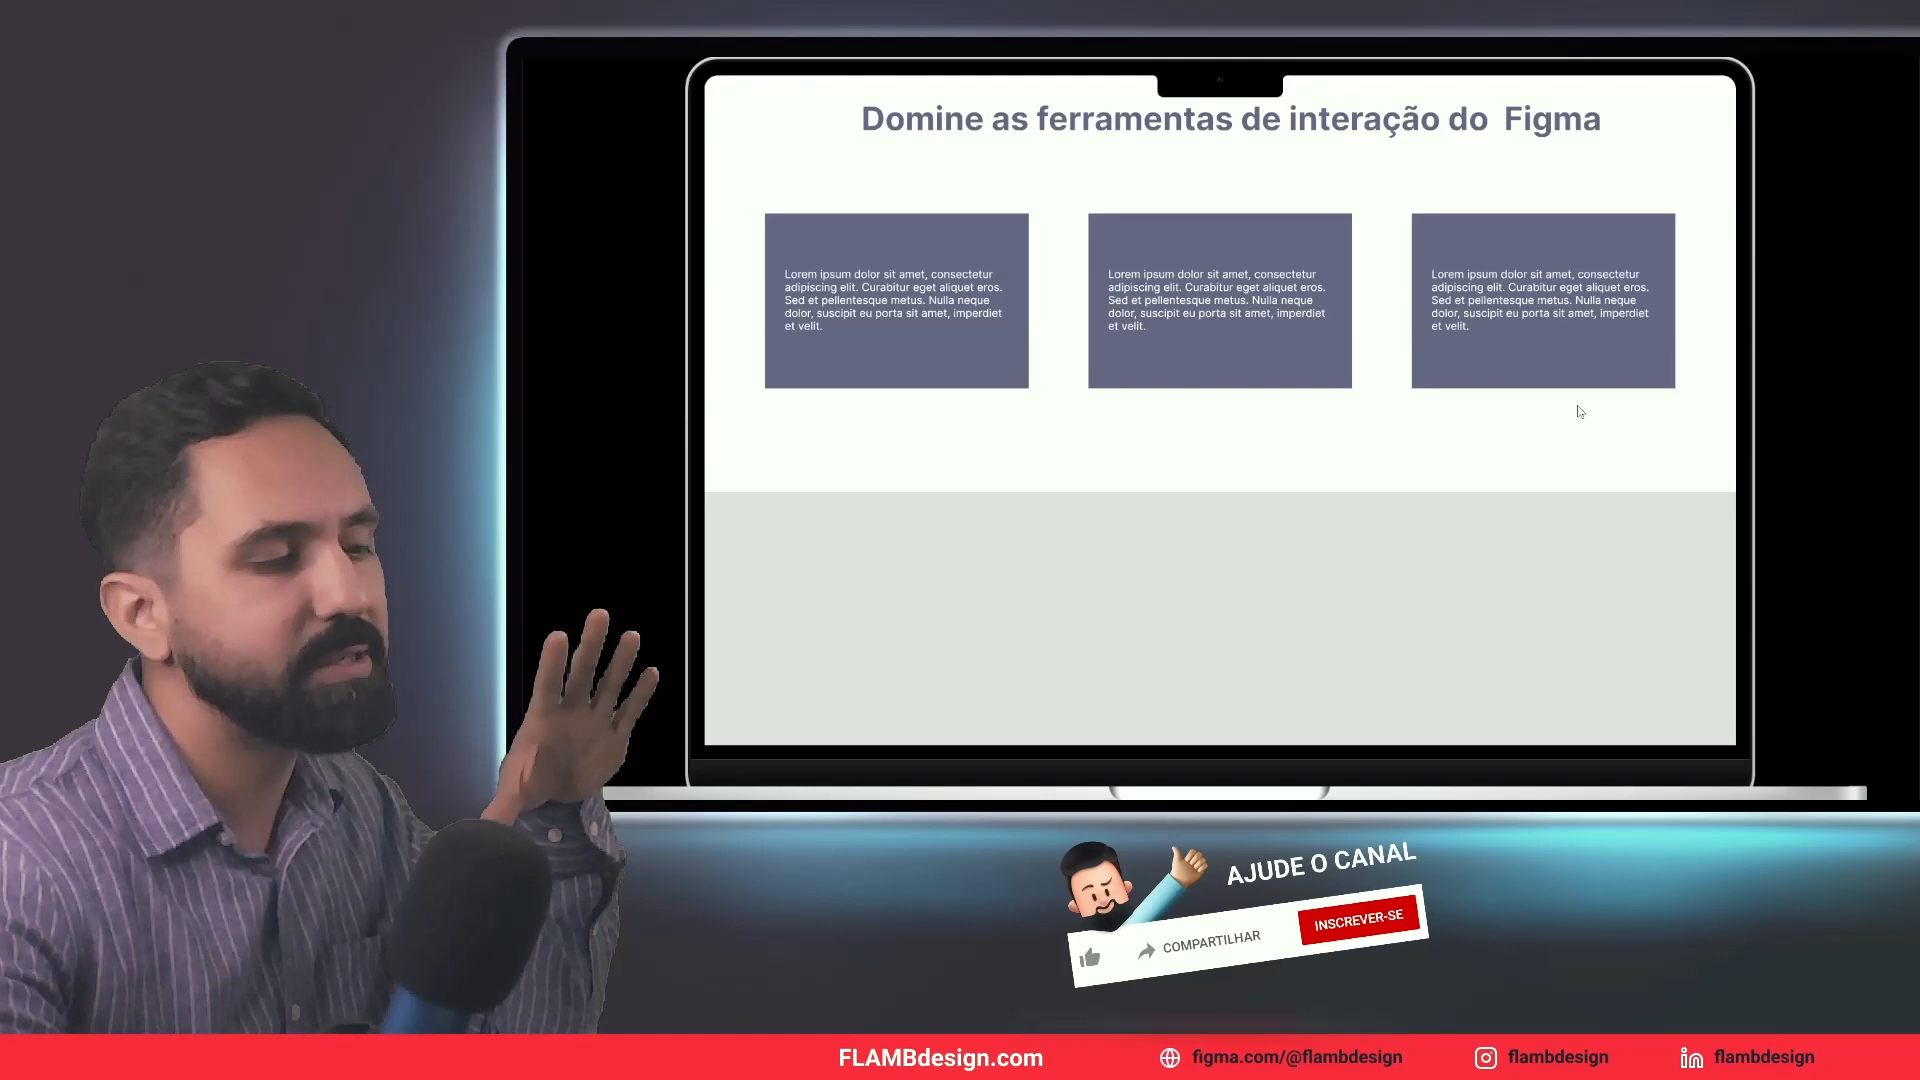 Domine as ferramentas de interação do Figma
Lorem ipsum dolor sit amet, consectetur
adipiscing elit. Curabitur eget aliquet eros.
Sed et pellentesque metus. Nulla neque
dolor, suscipit eu porta sit amet, imperdiet
et velit.
Lorem ipsum dolor sit amet, consectetur
adipiscing elit. Curabitur eget aliquet eros.
Sed et pellentesque metus. Nulla neque
dolor, suscipit eu porta sit amet, imperdiet
et velit.
Lorem ipsum dolor sit amet, consectetur
adipiscing elit. Curabitur eget aliquet eros.
Sed et pellentesque metus. Nulla neque
dolor, suscipit eu porta sit amet, imperdiet
et velit.
AJUDE O CANAL
COMPARTILHAR
INSCREVER-SE
FLAMBdesign.com
figma.com/@flambdesign
flambdesign
flambdesign